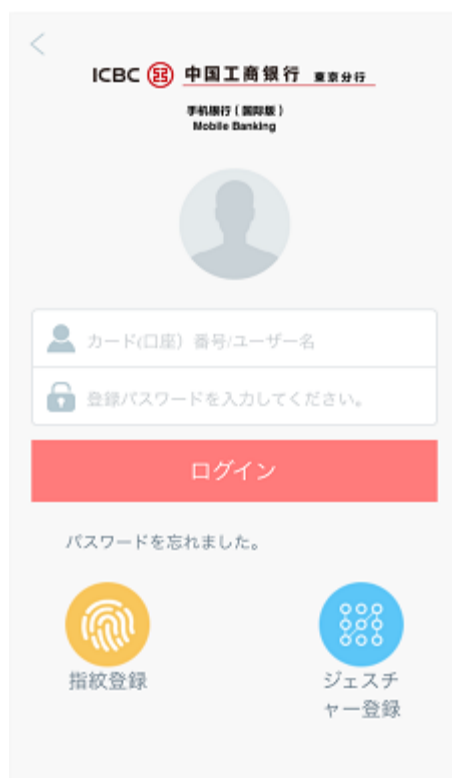 ICBC 中国工商银行 東京分行
手机银行(国际版)
Mobile Banking
カード(口座)番号/ユーザー名
登録パスワードを入力してください。
ログイン
パスワードを忘れました。
指紋登録
ジェスチ
ャー登録